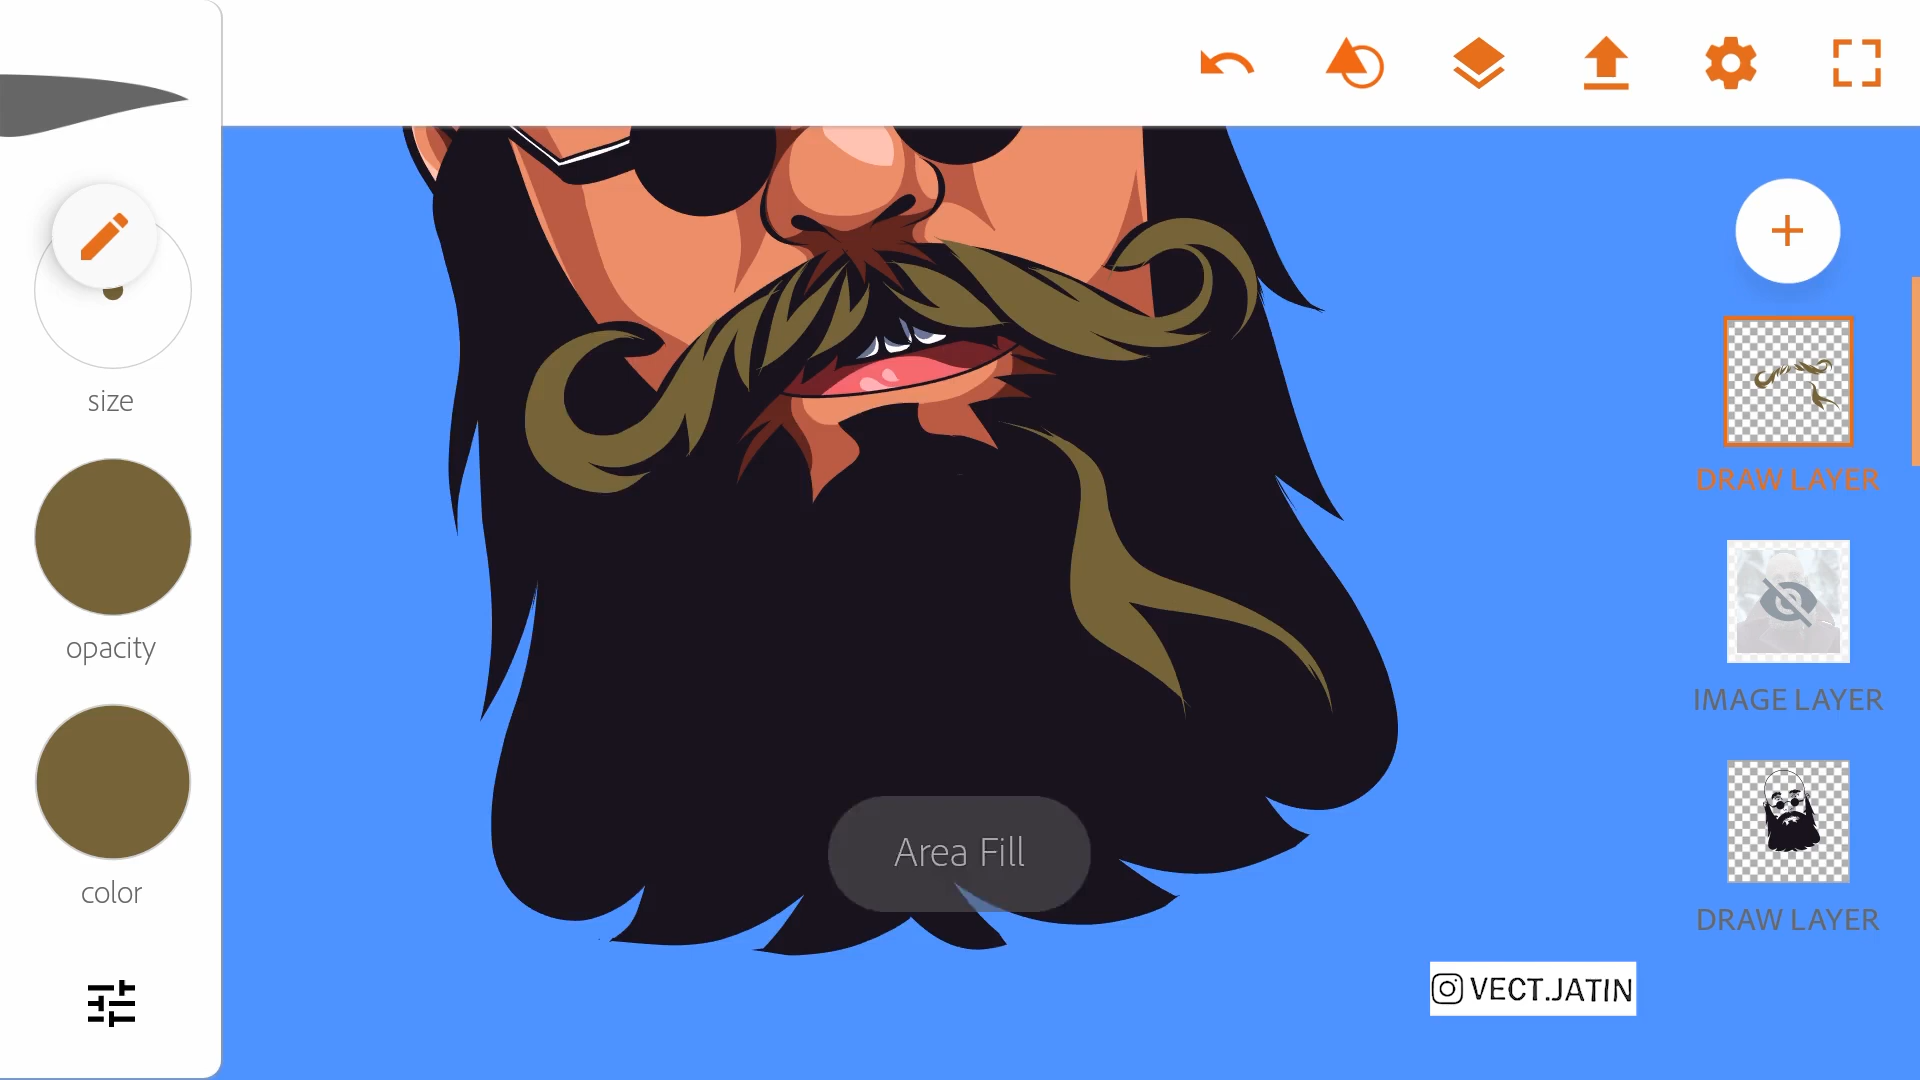 size
opacity
color
DRAW LAYER
IMAGE LAYER
DRAW LAYER
Area Fill
VECT.JATIN